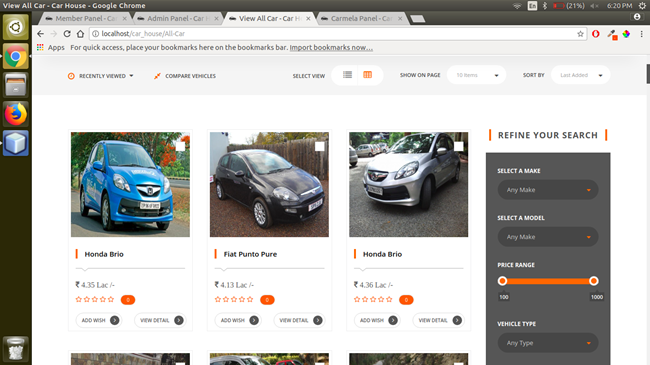 View All Car - Car House - Google Chrome
En
(21%)
6:20 PM
Member Panel - Ca
Admin Panel - Car H
View All Car - Car H
Carmela Panel - Ca
localhost/car_house/All-Car
Apps
For quick access, place your bookmarks here on the bookmarks bar. Import bookmarks now...
RECENTLY VIEWED
COMPARE VEHICLES
SELECT VIEW
SHOW ON PAGE
10 Items
SORT BY
Last Added
Honda Brio
₹ 4.35 Lac /-
0
ADD WISH
VIEW DETAIL
Fiat Punto Pure
₹ 4.13 Lac /-
0
ADD WISH
VIEW DETAIL
Honda Brio
₹ 4.36 Lac /-
0
ADD WISH
VIEW DETAIL
REFINE YOUR SEARCH
SELECT A MAKE
Any Make
SELECT A MODEL
Any Make
PRICE RANGE
100
1000
VEHICLE TYPE
Any Type